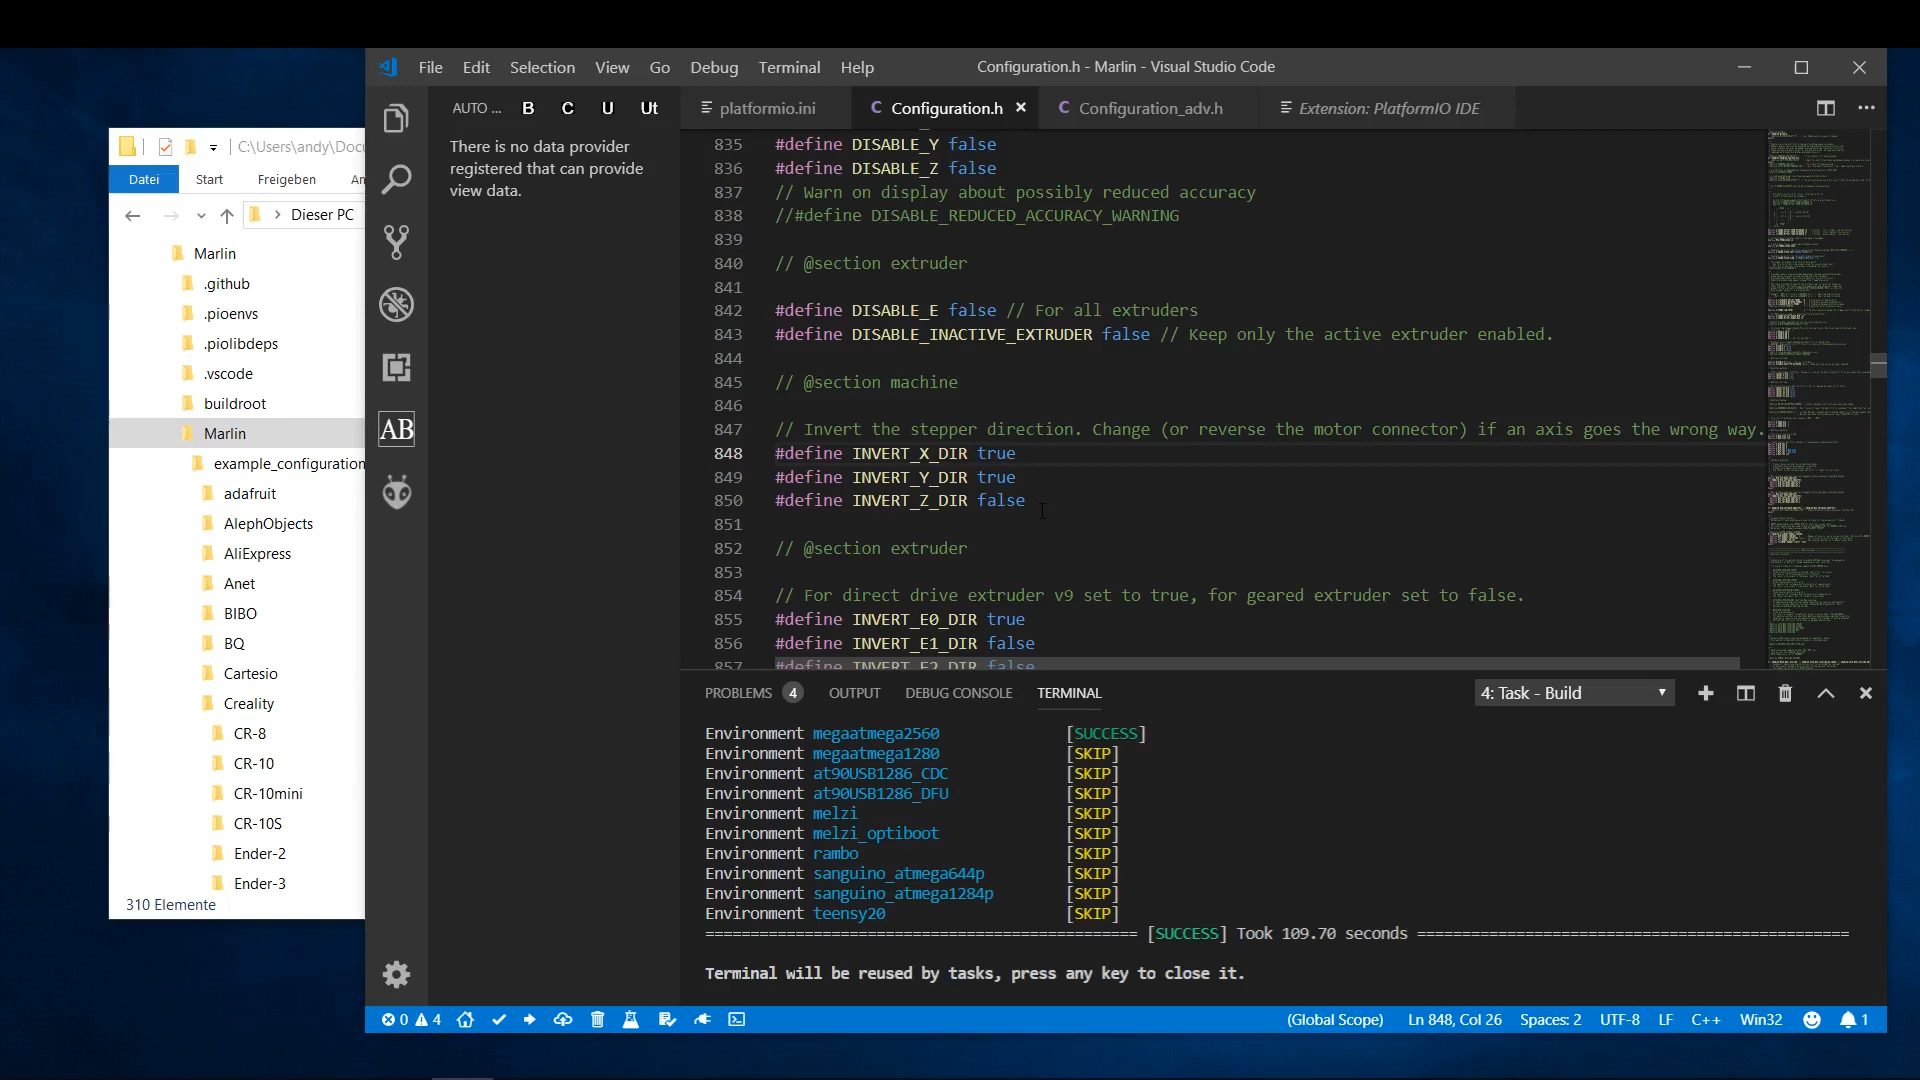 C:\Users\andy\Docu
Datei Start Freigeben An
Dieser PC
Marlin
.github
.pioenvs
.piolibdeps
.vscode
buildroot
Marlin
example_configuration
adafruit
AlephObjects
AliExpress
Anet
BIBO
BQ
Cartesio
Creality
CR-8
CR-10
CR-10mini
CR-10S
Ender-2
Ender-3
310 Elemente
File Edit Selection View Go Debug Terminal Help
Configuration.h - Marlin - Visual Studio Code
AUTO ... B C U Ut
There is no data provider
registered that can provide
view data.
AB
platformio.ini
C Configuration.h ×
C Configuration_adv.h
Extension: PlatformIO IDE
835 #define DISABLE_Y false
836 #define DISABLE_Z false
837 // Warn on display about possibly reduced accuracy
838 //#define DISABLE_REDUCED_ACCURACY_WARNING
839
840 // @section extruder
841
842 #define DISABLE_E false // For all extruders
843 #define DISABLE_INACTIVE_EXTRUDER false // Keep only the active extruder enabled.
844
845 // @section machine
846
847 // Invert the stepper direction. Change (or reverse the motor connector) if an axis goes the wrong way.
848 #define INVERT_X_DIR true
849 #define INVERT_Y_DIR true
850 #define INVERT_Z_DIR false
851
852 // @section extruder
853
854 // For direct drive extruder v9 set to true, for geared extruder set to false.
855 #define INVERT_E0_DIR true
856 #define INVERT_E1_DIR false
857 #define INVERT_E2_DIR false
PROBLEMS 4 OUTPUT DEBUG CONSOLE TERMINAL
4: Task - Build
Environment megaatmega2560 [SUCCESS]
Environment megaatmega1280 [SKIP]
Environment at90USB1286_CDC [SKIP]
Environment at90USB1286_DFU [SKIP]
Environment melzi [SKIP]
Environment melzi_optiboot [SKIP]
Environment rambo [SKIP]
Environment sanguino_atmega644p [SKIP]
Environment sanguino_atmega1284p [SKIP]
Environment teensy20 [SKIP]
================================================ [SUCCESS] Took 109.70 seconds ================================================
Terminal will be reused by tasks, press any key to close it.
0 4
(Global Scope) Ln 848, Col 26 Spaces: 2 UTF-8 LF C++ Win32 1